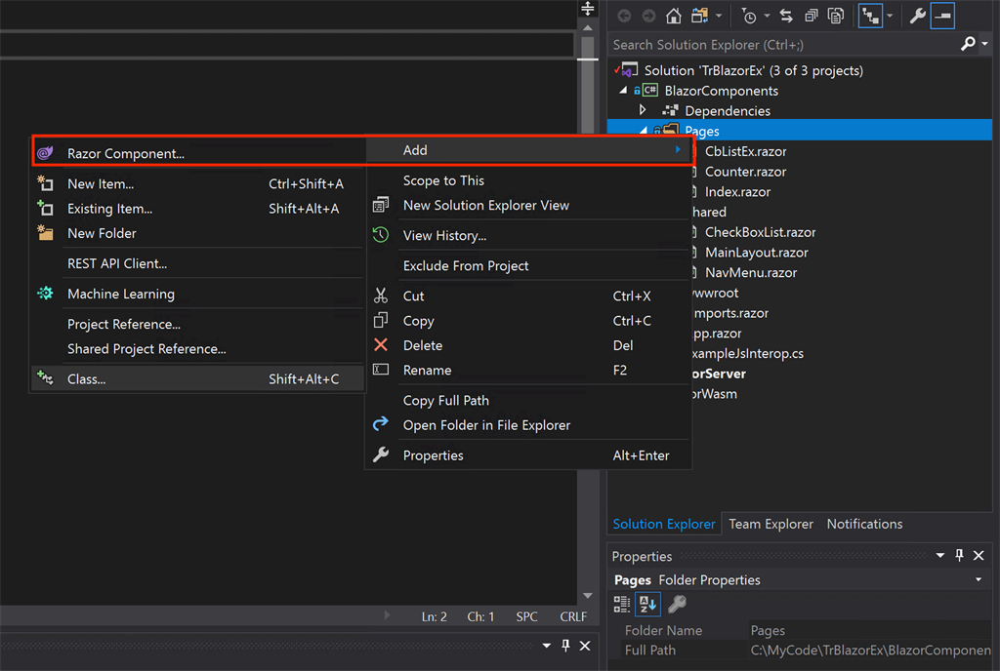 Search Solution Explorer (Ctrl+;)
Solution 'TrBlazorEx' (3 of 3 projects)
C# BlazorComponents
Dependencies
Pages
CbListEx.razor
Counter.razor
Index.razor
hared
CheckBoxList.razor
MainLayout.razor
NavMenu.razor
wwroot
mports.razor
pp.razor
xampleJsInterop.cs
orServer
orWasm
Razor Component...
New Item... Ctrl+Shift+A
Existing Item... Shift+Alt+A
New Folder
REST API Client...
Machine Learning
Project Reference...
Shared Project Reference...
Class... Shift+Alt+C
Add
Scope to This
New Solution Explorer View
View History...
Exclude From Project
Cut Ctrl+X
Copy Ctrl+C
Delete Del
Rename F2
Copy Full Path
Open Folder in File Explorer
Properties Alt+Enter
Solution Explorer Team Explorer Notifications
Properties
Pages Folder Properties
Folder Name Pages
Full Path C:\MyCode\TrBlazorEx\BlazorComponen
Ln: 2 Ch: 1 SPC CRLF